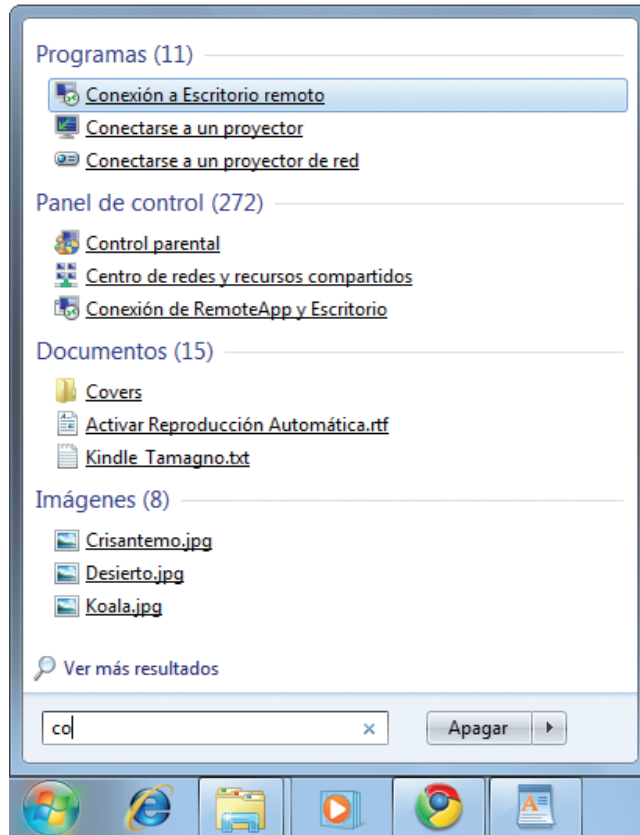 Programas (11)
Conexión a Escritorio remoto
Conectarse a un proyector
Conectarse a un proyector de red
Panel de control (272)
Control parental
Centro de redes y recursos compartidos
Conexión de RemoteApp y Escritorio
Documentos (15)
Covers
Activar Reproducción Automática.rtf
Kindle_Tamagno.txt
Imágenes (8)
Crisantemo.jpg
Desierto.jpg
Koala.jpg
Ver más resultados
co
Apagar